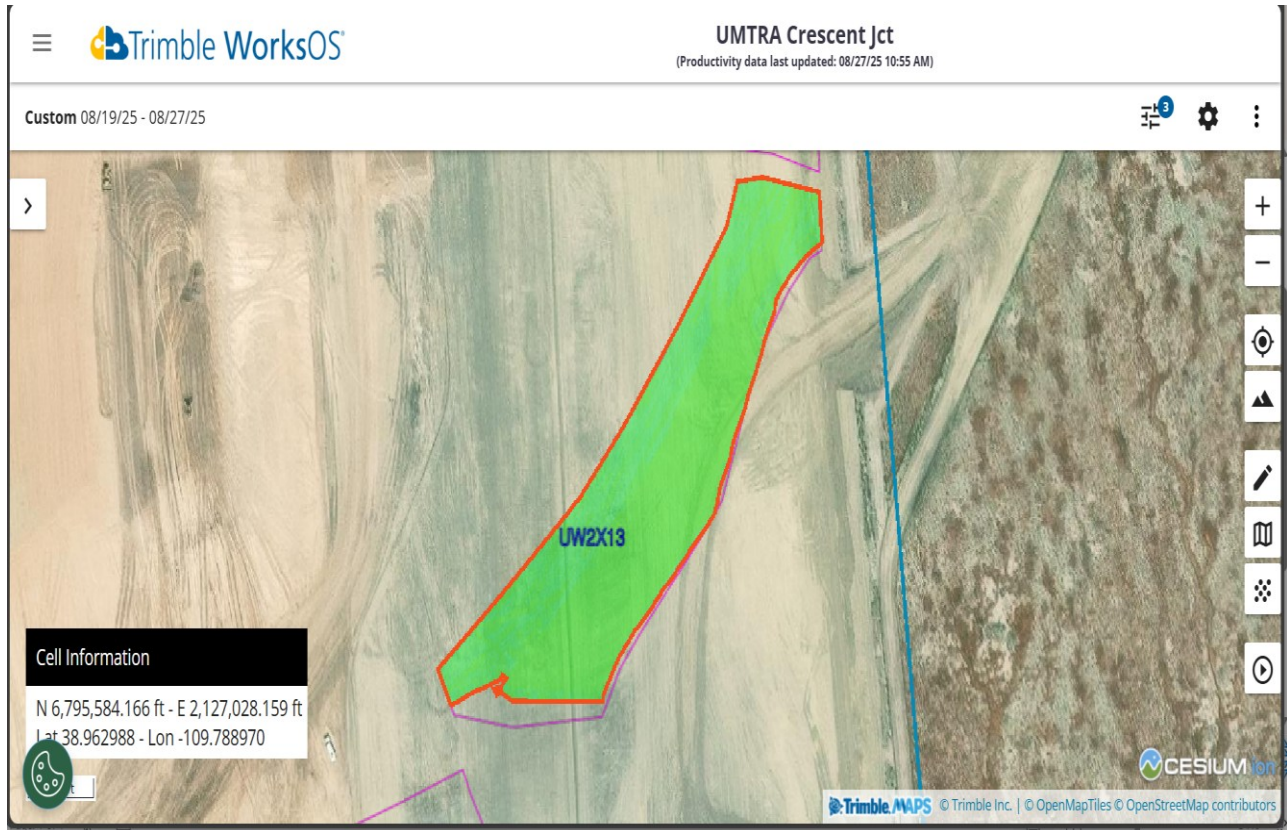 Trimble WorksOS
UMTRA Crescent Jct
(Productivity data last updated: 08/27/25 10:55 AM)
Custom 08/19/25 - 08/27/25
3
UW2X13
Cell Information
N 6,795,584.166 ft - E 2,127,028.159 ft
Lat 38.962988 - Lon -109.788970
CESIUM ion
Trimble MAPS © Trimble Inc. | © OpenMapTiles © OpenStreetMap contributors